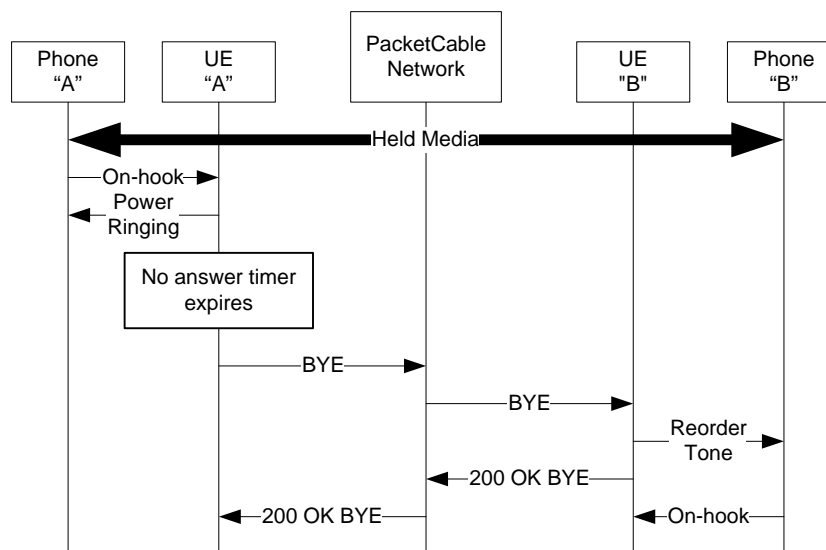 Phone
“A”
UE
“A”
PacketCable
Network
UE
"B"
Phone
“B”
Held Media
On-hook
Power
Ringing
No answer timer
expires
BYE
BYE
Reorder
Tone
200 OK BYE
200 OK BYE
On-hook